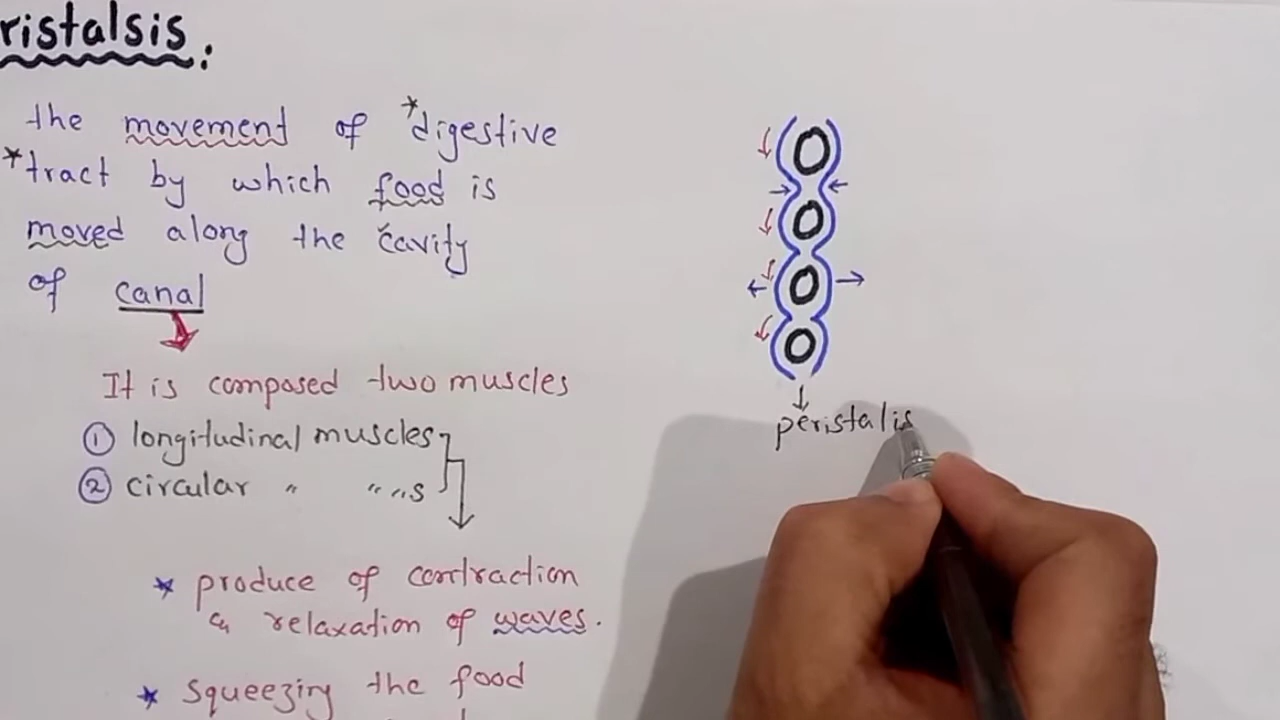 ristalsis:
the movement of *digestive
*tract by which food is
moved along the cavity
of canal
It is composed two muscles
① longitudinal muscles
② circular " " "s
* produce of contraction
& relaxation of waves.
* squeezing the food
peristalis